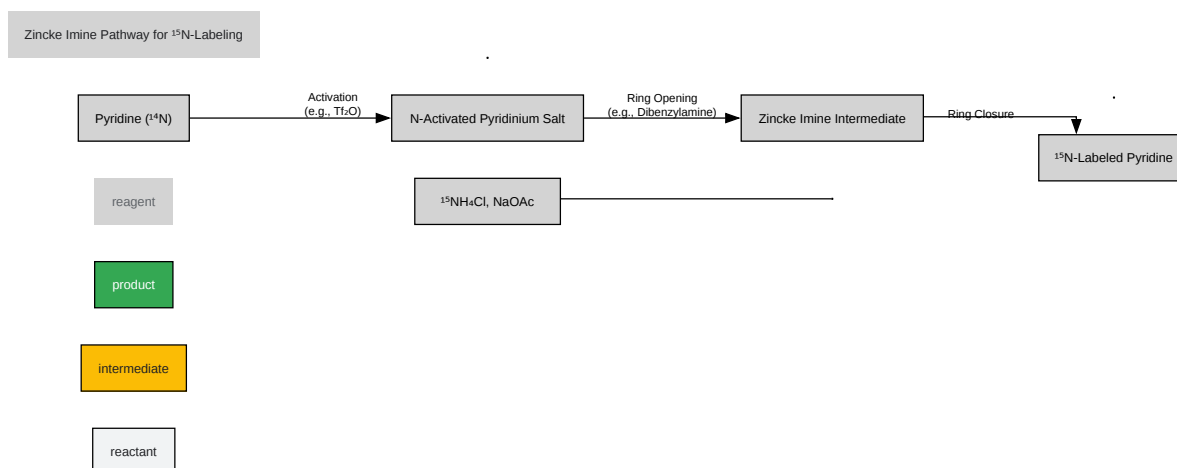 Zincke Imine Pathway for ¹⁵N-Labeling
Pyridine (¹⁴N)
Activation
(e.g., Tf₂O)
N-Activated Pyridinium Salt
Ring Opening
(e.g., Dibenzylamine)
Zincke Imine Intermediate
Ring Closure
¹⁵N-Labeled Pyridine
reagent
¹⁵NH₄Cl, NaOAc
product
intermediate
reactant